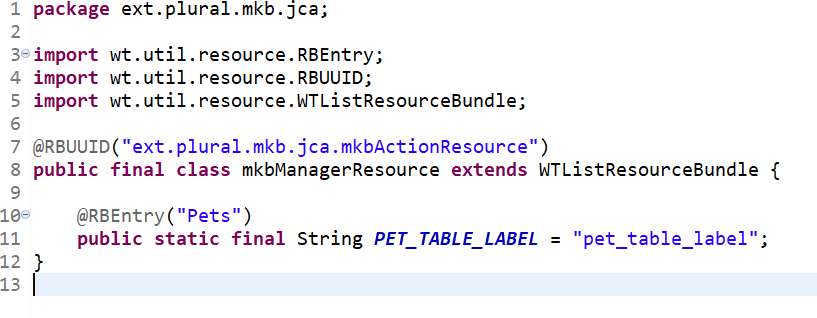 1 package ext.plural.mkb.jca;
2
3 import wt.util.resource.RBEntry;
4 import wt.util.resource.RBUUID;
5 import wt.util.resource.WTListResourceBundle;
6
7 @RBUUID("ext.plural.mkb.jca.mkbActionResource")
8 public final class mkbManagerResource extends WTListResourceBundle {
9
10     @RBEntry("Pets")
11     public static final String PET_TABLE_LABEL = "pet_table_label";
12 }
13